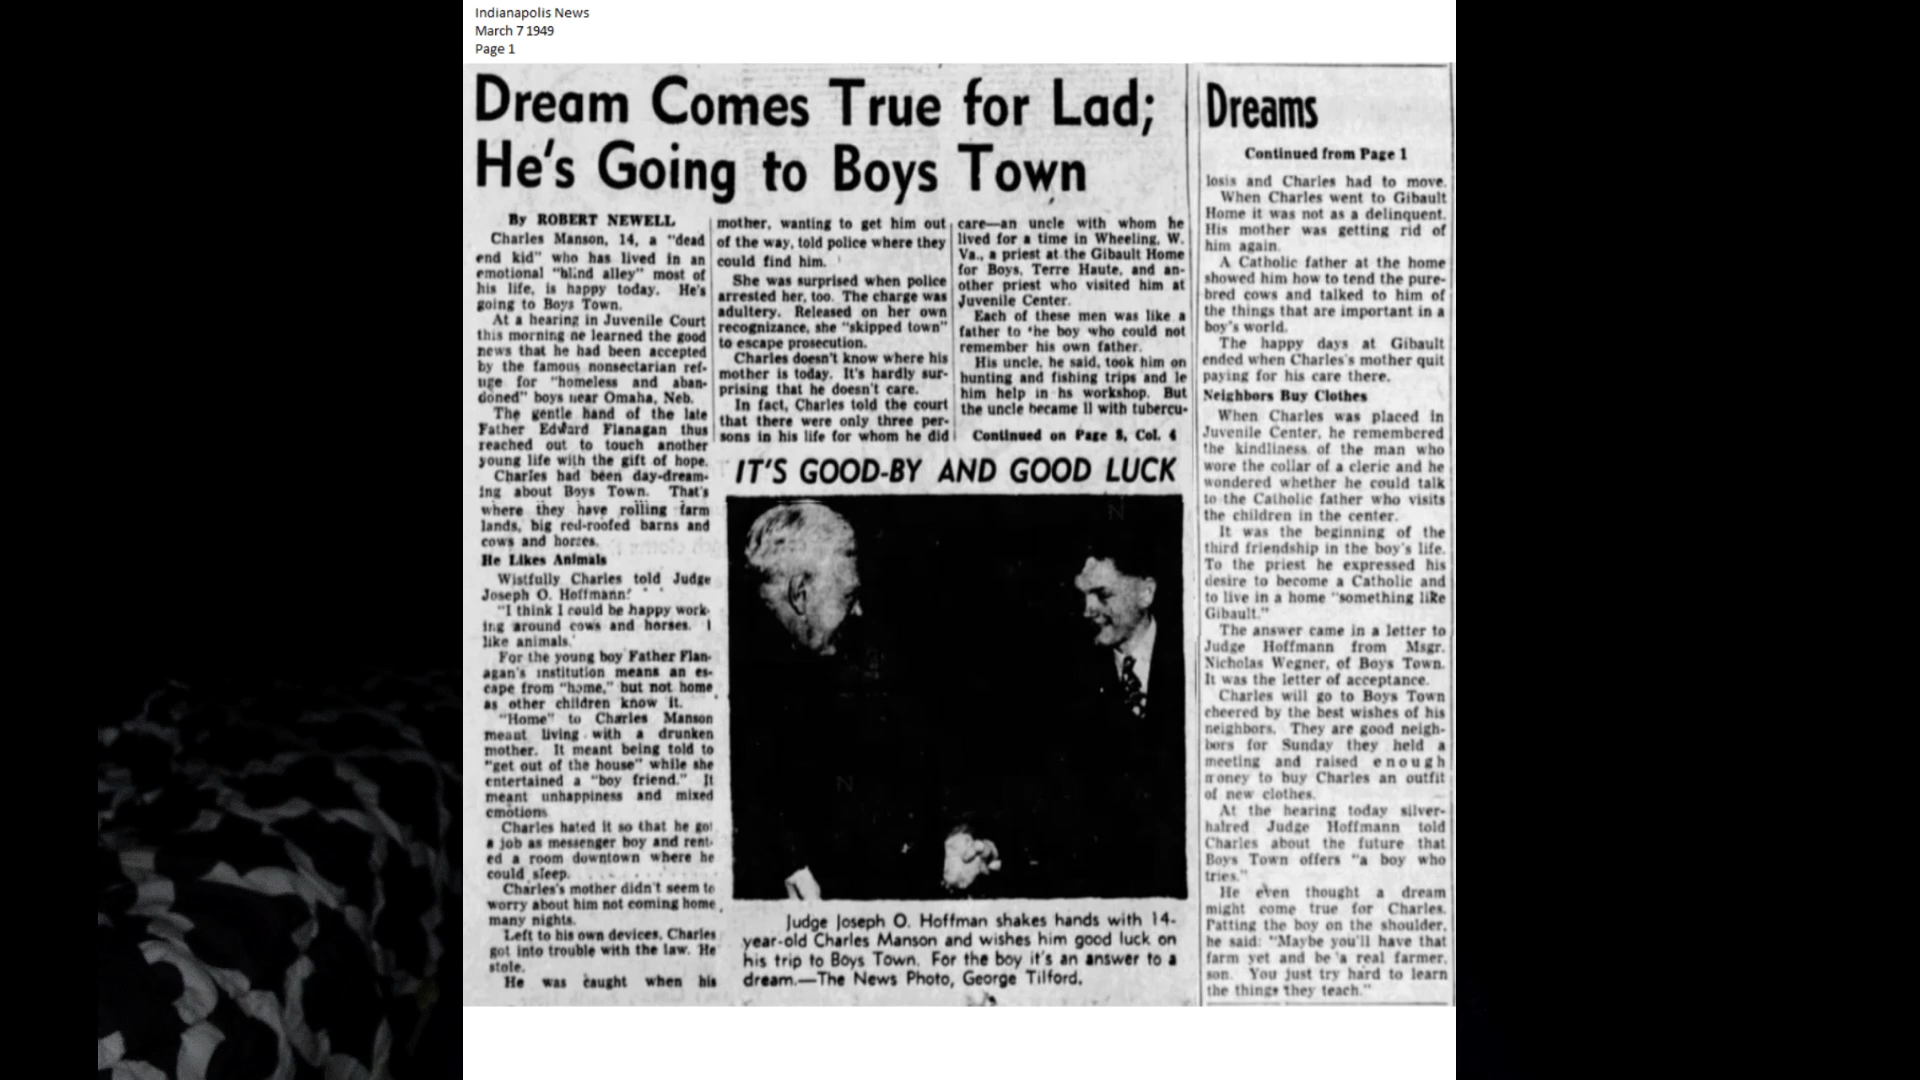 Indianapolis News
March 7 1949
Page 1
Dream Comes True for Lad;
He's Going to Boys Town
By ROBERT NEWELL
Charles Manson, 14, a "dead
end kid" who has lived in an
emotional "blind alley" most of
his life, is happy today. He's
going to Boys Town.
At a hearing in Juvenile Court
this morning he learned the good
news that he had been accepted
by the famous nonsectarian ref-
uge for "homeless and aban-
doned" boys near Omaha, Neb.
The gentle hand of the late
Father Edward Flanagan thus
reached out to touch another
young life with the gift of hope.
Charles had been day-dream-
ing about Boys Town. That's
where they have rolling farm
lands, big red-roofed barns and
cows and horses.
He Likes Animals
Wistfully Charles told Judge
Joseph O. Hoffmann:
"I think I could be happy work-
ing around cows and horses. I
like animals.'
For the young boy Father Flan-
agan's institution means an es-
cape from "home," but not home
as other children know it.
"Home" to Charles Manson
meant living with a drunken
mother. It meant being told to
"get out of the house" while she
entertained a "boy friend." It
meant unhappiness and mixed
emotions
Charles hated it so that he got
a job as messenger boy and rent-
ed a room downtown where he
could sleep.
Charles's mother didn't seem to
worry about him not coming home
many nights.
Left to his own devices, Charles
got into trouble with the law. He
stole.
He was caught when his
mother, wanting to get him out
of the way, told police where they
could find him.
She was surprised when police
arrested her, too. The charge was
adultery. Released on her own
recognizance, she "skipped town"
to escape prosecution.
Charles doesn't know where his
mother is today. It's hardly sur-
prising that he doesn't care.
In fact, Charles told the court
that there were only three per-
sons in his life for whom he did
care—an uncle with whom he
lived for a time in Wheeling, W.
Va., a priest at the Gibault Home
for Boys, Terre Haute, and an-
other priest who visited him at
Juvenile Center.
Each of these men was like a
father to the boy who could not
remember his own father.
His uncle, he said, took him on
hunting and fishing trips and le
him help in hs workshop. But
the uncle became ll with tubercu-
Continued on Page 8, Col. 4
IT'S GOOD-BY AND GOOD LUCK
Judge Joseph O. Hoffman shakes hands with 14-
year-old Charles Manson and wishes him good luck on
his trip to Boys Town. For the boy it's an answer to a
dream.—The News Photo, George Tilford.
Dreams
Continued from Page 1
losis and Charles had to move.
When Charles went to Gibault
Home it was not as a delinquent.
His mother was getting rid of
him again.
A Catholic father at the home
showed him how to tend the pure-
bred cows and talked to him of
the things that are important in a
boy's world.
The happy days at Gibault
ended when Charles's mother quit
paying for his care there.
Neighbors Buy Clothes
When Charles was placed in
Juvenile Center, he remembered
the kindliness of the man who
wore the collar of a cleric and he
wondered whether he could talk
to the Catholic father who visits
the children in the center.
It was the beginning of the
third friendship in the boy's life.
To the priest he expressed his
desire to become a Catholic and
to live in a home "something like
Gibault."
The answer came in a letter to
Judge Hoffmann from Msgr.
Nicholas Wegner, of Boys Town.
It was the letter of acceptance.
Charles will go to Boys Town
cheered by the best wishes of his
neighbors. They are good neigh-
bors for Sunday they held a
meeting and raised enough
money to buy Charles an outfit
of new clothes.
At the hearing today silver-
haired Judge Hoffmann told
Charles about the future that
Boys Town offers "a boy who
tries."
He even thought a dream
might come true for Charles.
Patting the boy on the shoulder,
he said: "Maybe you'll have that
farm yet and be a real farmer,
son. You just try hard to learn
the things they teach."